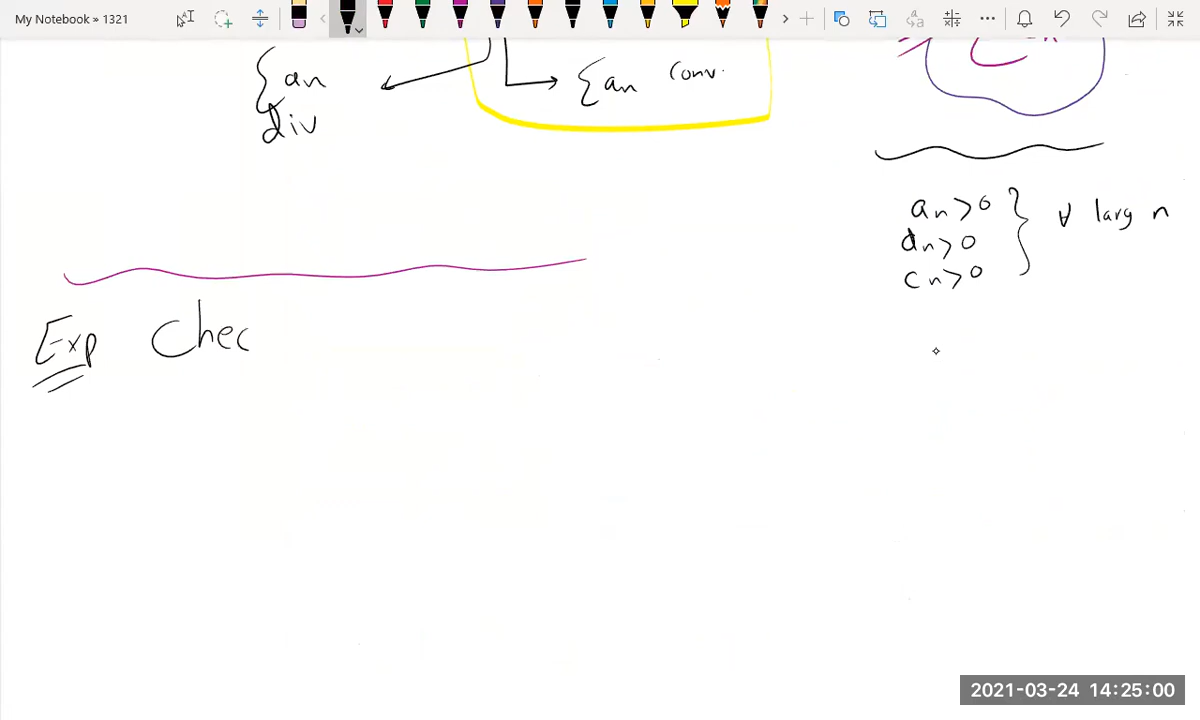 My Notebook » 1321
Σan
div
Σan Conv.
an>0
dn>0
cn>0
∀ larg n
Exp Chec
2021-03-24 14:25:00